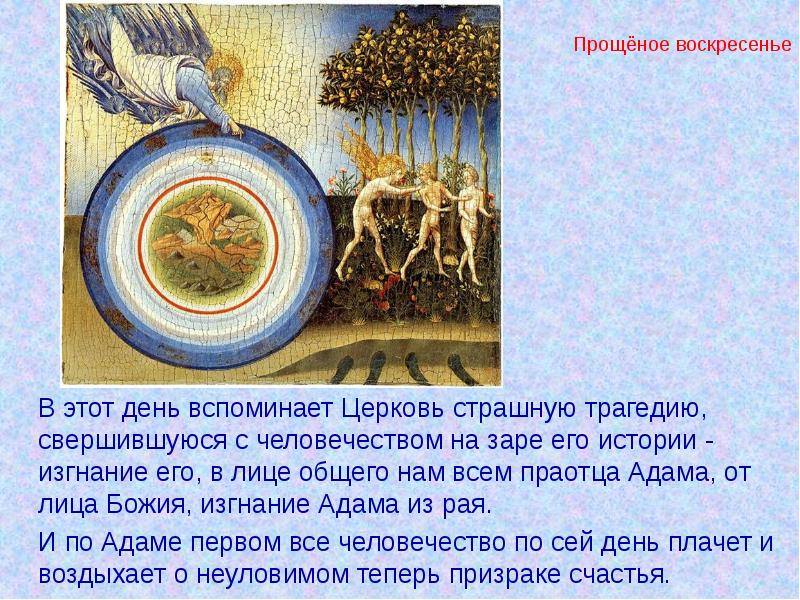 Прощёное воскресенье
В этот день вспоминает Церковь страшную трагедию,
свершившуюся с человечеством на заре его истории -
изгнание его, в лице общего нам всем праотца Адама, от
лица Божия, изгнание Адама из рая.
И по Адаме первом все человечество по сей день плачет и
воздыхает о неуловимом теперь призраке счастья.